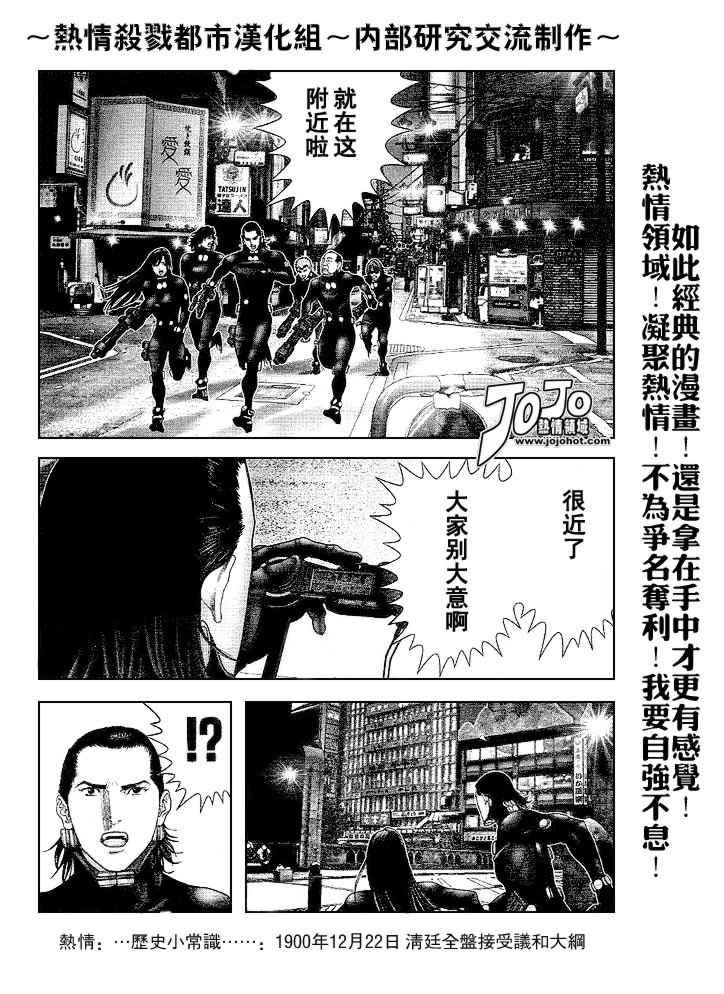 ～熱情殺戮都市漢化組～内部研究交流制作～
就在这
附近啦
愛
愛
TATSUJIN
達人
JOJO
熱情領域
www.jojohot.com
很近了
大家别大意啊
!?
如此經典的漫畫！還是拿在手中才更有感覺！
熱情領域！凝聚熱情！不為爭名奪利！我要自強不息！
熱情：…歷史小常識……：1900年12月22日 淸廷全盤接受議和大綱